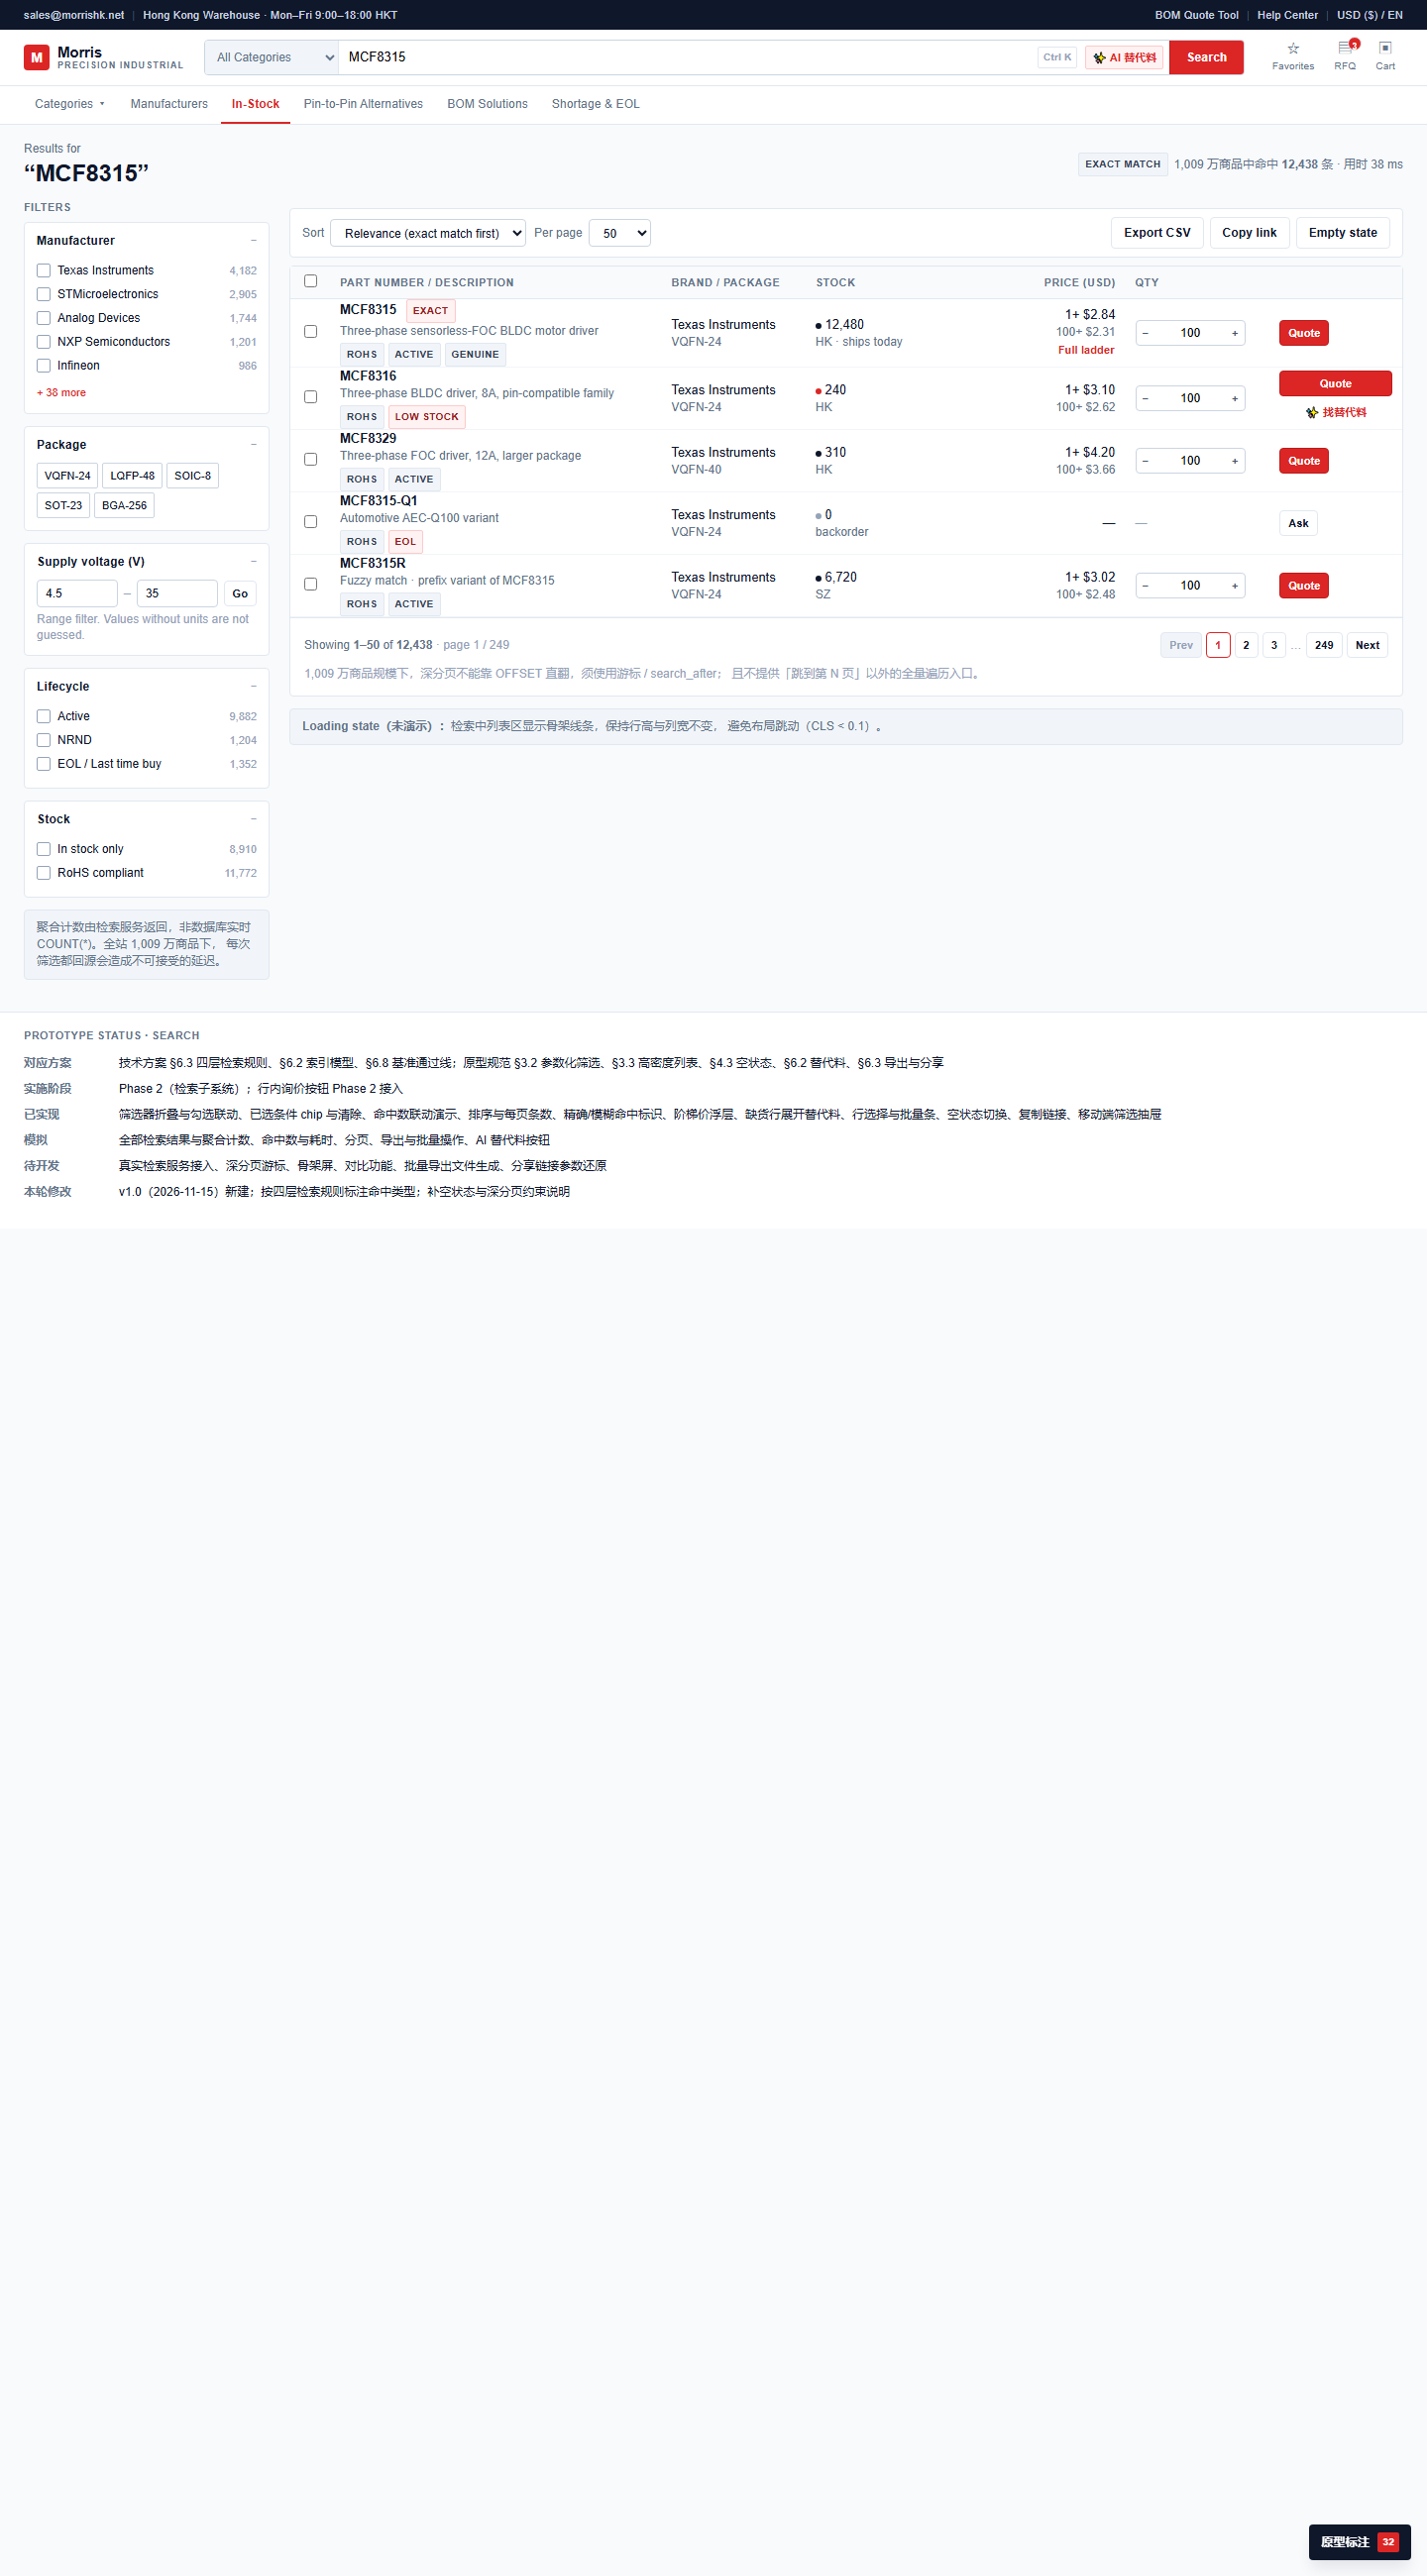 sales@morrishk.net | Hong Kong Warehouse · Mon–Fri 9:00–18:00 HKT
BOM Quote Tool | Help Center | USD ($) / EN
M
Morris
PRECISION INDUSTRIAL
All Categories
MCF8315
Ctrl K
AI 替代料
Search
Favorites
3
RFQ
Cart
Categories
Manufacturers
In-Stock
Pin-to-Pin Alternatives
BOM Solutions
Shortage & EOL
Results for
“MCF8315”
EXACT MATCH 1,009 万商品中命中 12,438 条 · 用时 38 ms
FILTERS
Manufacturer –
Texas Instruments 4,182
STMicroelectronics 2,905
Analog Devices 1,744
NXP Semiconductors 1,201
Infineon 986
+ 38 more
Package –
VQFN-24 LQFP-48 SOIC-8
SOT-23 BGA-256
Supply voltage (V) –
4.5 – 35 Go
Range filter. Values without units are not
guessed.
Lifecycle –
Active 9,882
NRND 1,204
EOL / Last time buy 1,352
Stock –
In stock only 8,910
RoHS compliant 11,772
聚合计数由检索服务返回，非数据库实时
COUNT(*)。全站 1,009 万商品下， 每次
筛选都回源会造成不可接受的延迟。
Sort Relevance (exact match first) Per page 50
Export CSV Copy link Empty state
PART NUMBER / DESCRIPTION BRAND / PACKAGE STOCK PRICE (USD) QTY
MCF8315 EXACT
Three-phase sensorless-FOC BLDC motor driver
ROHS ACTIVE GENUINE
Texas Instruments
VQFN-24
12,480
HK · ships today
1+ $2.84
100+ $2.31
Full ladder
– 100 +
Quote
MCF8316
Three-phase BLDC driver, 8A, pin-compatible family
ROHS LOW STOCK
Texas Instruments
VQFN-24
240
HK
1+ $3.10
100+ $2.62
– 100 +
Quote
找替代料
MCF8329
Three-phase FOC driver, 12A, larger package
ROHS ACTIVE
Texas Instruments
VQFN-40
310
HK
1+ $4.20
100+ $3.66
– 100 +
Quote
MCF8315-Q1
Automotive AEC-Q100 variant
ROHS EOL
Texas Instruments
VQFN-24
0
backorder
—
—
Ask
MCF8315R
Fuzzy match · prefix variant of MCF8315
ROHS ACTIVE
Texas Instruments
VQFN-24
6,720
SZ
1+ $3.02
100+ $2.48
– 100 +
Quote
Showing 1–50 of 12,438 · page 1 / 249
Prev 1 2 3 … 249 Next
1,009 万商品规模下，深分页不能靠 OFFSET 直翻，须使用游标 / search_after； 且不提供「跳到第 N 页」以外的全量遍历入口。
Loading state（未演示）：检索中列表区显示骨架线条，保持行高与列宽不变， 避免布局跳动（CLS < 0.1）。
PROTOTYPE STATUS · SEARCH
对应方案 技术方案 §6.3 四层检索规则、§6.2 索引模型、§6.8 基准通过线；原型规范 §3.2 参数化筛选、§3.3 高密度列表、§4.3 空状态、§6.2 替代料、§6.3 导出与分享
实施阶段 Phase 2（检索子系统）；行内询价按钮 Phase 2 接入
已实现 筛选器折叠与勾选联动、已选条件 chip 与清除、命中数联动演示、排序与每页条数、精确/模糊命中标识、阶梯价浮层、缺货行展开替代料、行选择与批量条、空状态切换、复制链接、移动端筛选抽屉
模拟 全部检索结果与聚合计数、命中数与耗时、分页、导出与批量操作、AI 替代料按钮
待开发 真实检索服务接入、深分页游标、骨架屏、对比功能、批量导出文件生成、分享链接参数还原
本轮修改 v1.0（2026-11-15）新建；按四层检索规则标注命中类型；补空状态与深分页约束说明
原型标注 32